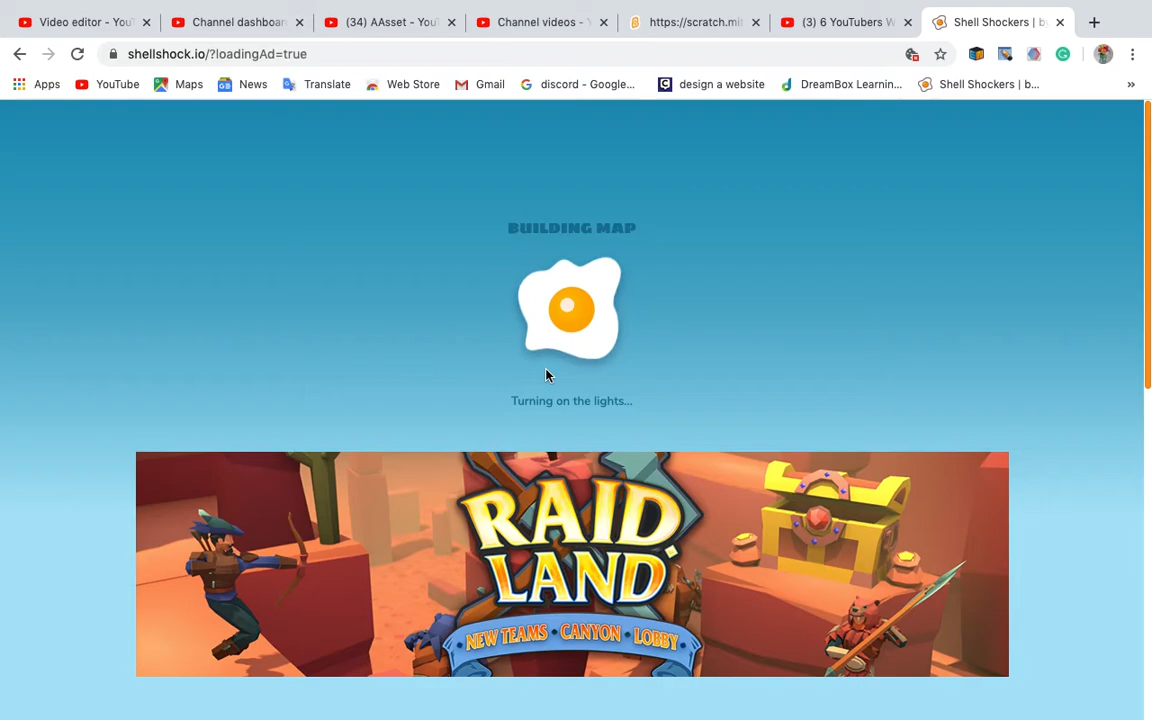 Video editor - You
Channel dashboar
(34) AAsset - You
Channel videos - Y
https://scratch.mi
(3) 6 YouTubers W
Shell Shockers | b
shellshock.io/?loadingAd=true
Apps
YouTube
Maps
News
Translate
Web Store
Gmail
discord - Google...
design a website
DreamBox Learnin...
Shell Shockers | b...
»
BUILDING MAP
Turning on the lights...
RAID
LAND
NEW TEAMS • CANYON • LOBBY